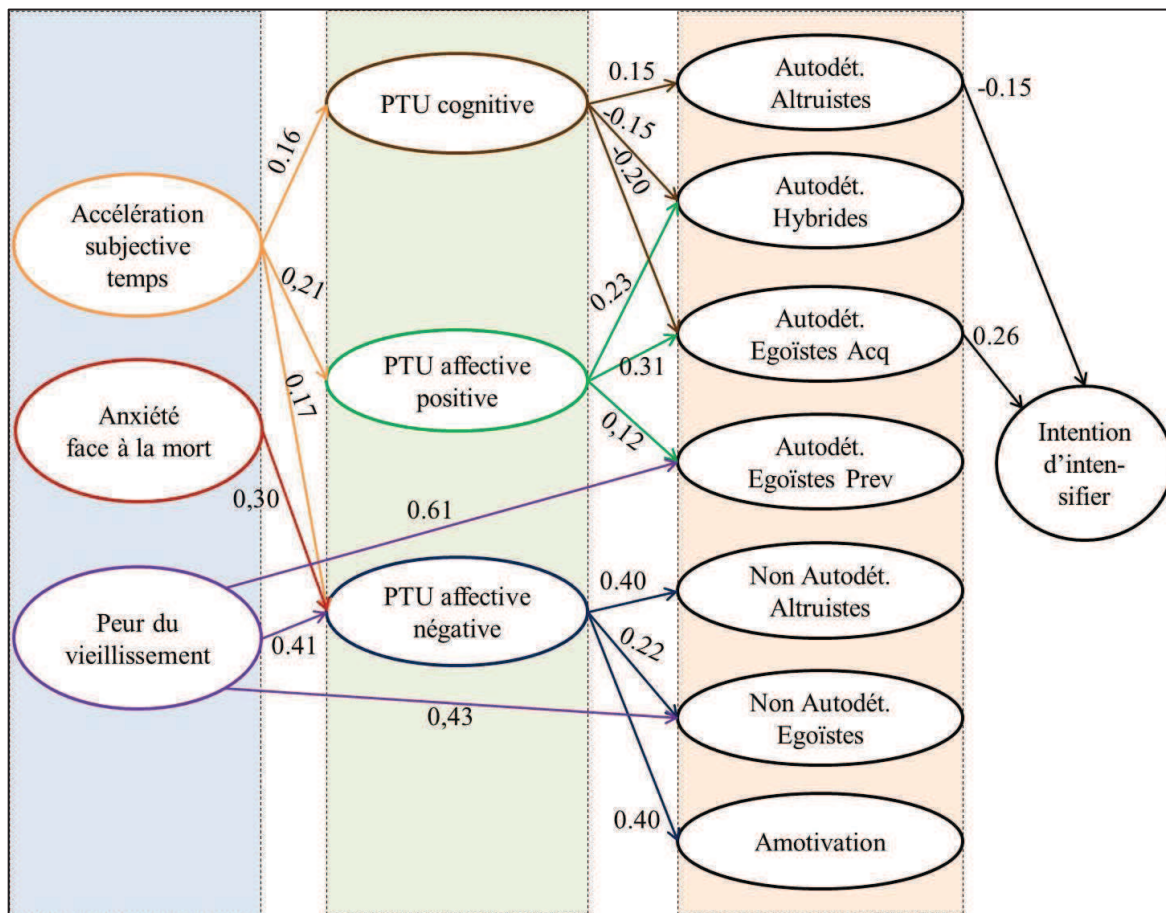 Accélération
subjective
temps
Anxiété
face à la mort
Peur du
vieillissement
0.16
0,21
0.17
0,30
0.41
0.61
0,43
PTU cognitive
PTU affective
positive
PTU affective
négative
0.15
-0.15
-0.20
0.23
0.31
0,12
0.40
0.22
0.40
Autodét.
Altruistes
Autodét.
Hybrides
Autodét.
Egoïstes Acq
Autodét.
Egoïstes Prev
Non Autodét.
Altruistes
Non Autodét.
Egoïstes
Amotivation
-0.15
0.26
Intention
d’inten-
sifier